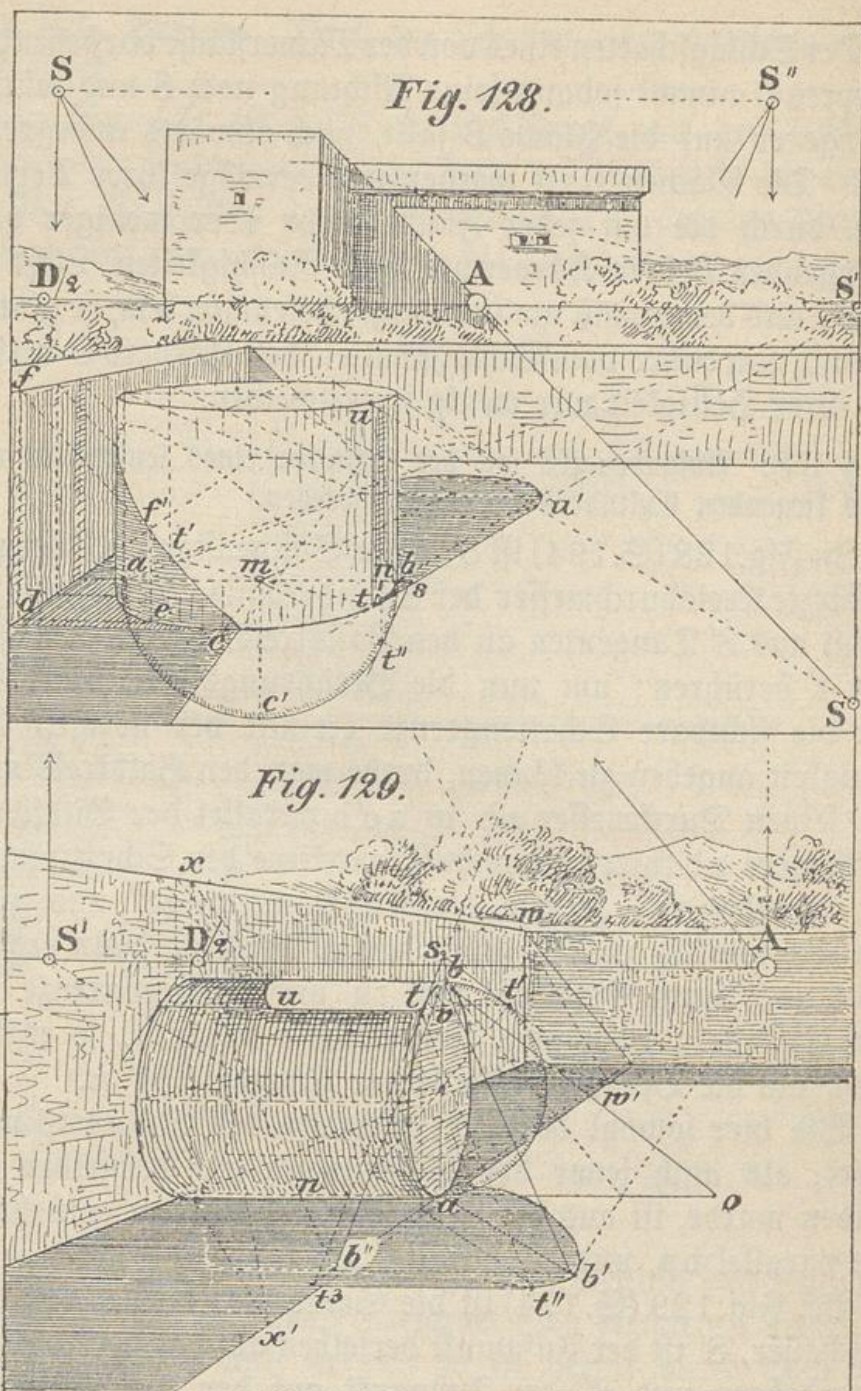 S
Fig. 128.
S"
D/2
A
S'
f
u
f'
t'
u'
a
m
n
b
s
d
e
c
t
t"
c'
S
Fig. 129.
x
w
S'
D/2
s
A
b
u
t
t'
v
w'
n
a
o
b"
b'
t³
t"
x'